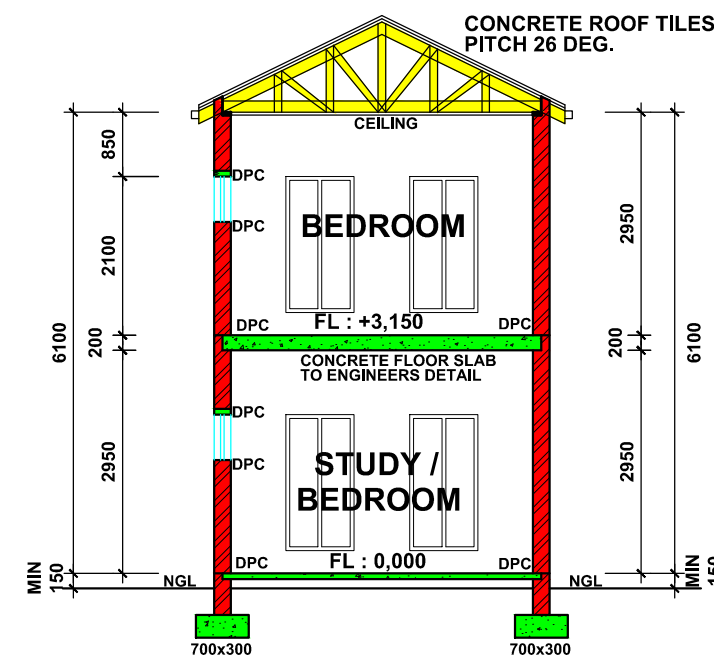 CONCRETE ROOF TILES
PITCH 26 DEG.
CEILING
850
DPC
DPC
BEDROOM
2100
2950
FL : +3,150
DPC
DPC
6100
200
200
6100
CONCRETE FLOOR SLAB
TO ENGINEERS DETAIL
DPC
DPC
2950
2950
STUDY /
BEDROOM
FL : 0,000
DPC
DPC
MIN
150
NGL
NGL
MIN
150
700x300
700x300